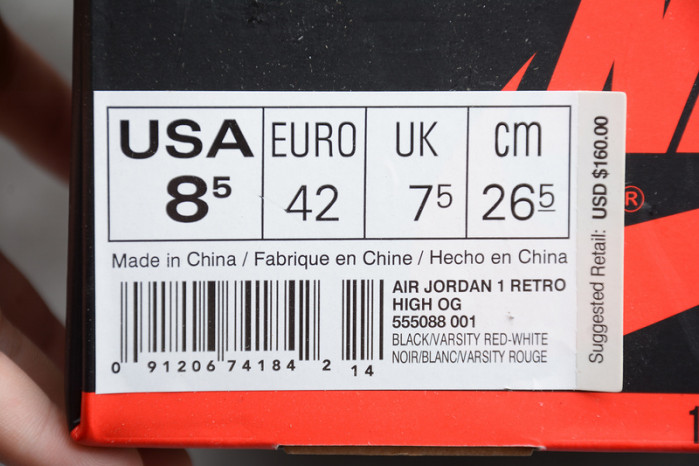 USA EURO UK cm
8⁵ 42 7⁵ 26⁵
Made in China / Fabrique en Chine / Hecho en China
AIR JORDAN 1 RETRO
HIGH OG
555088 001
BLACK/VARSITY RED-WHITE
NOIR/BLANC/VARSITY ROUGE
0 91206 74184 2 14
Suggested Retail: USD $160.00
®